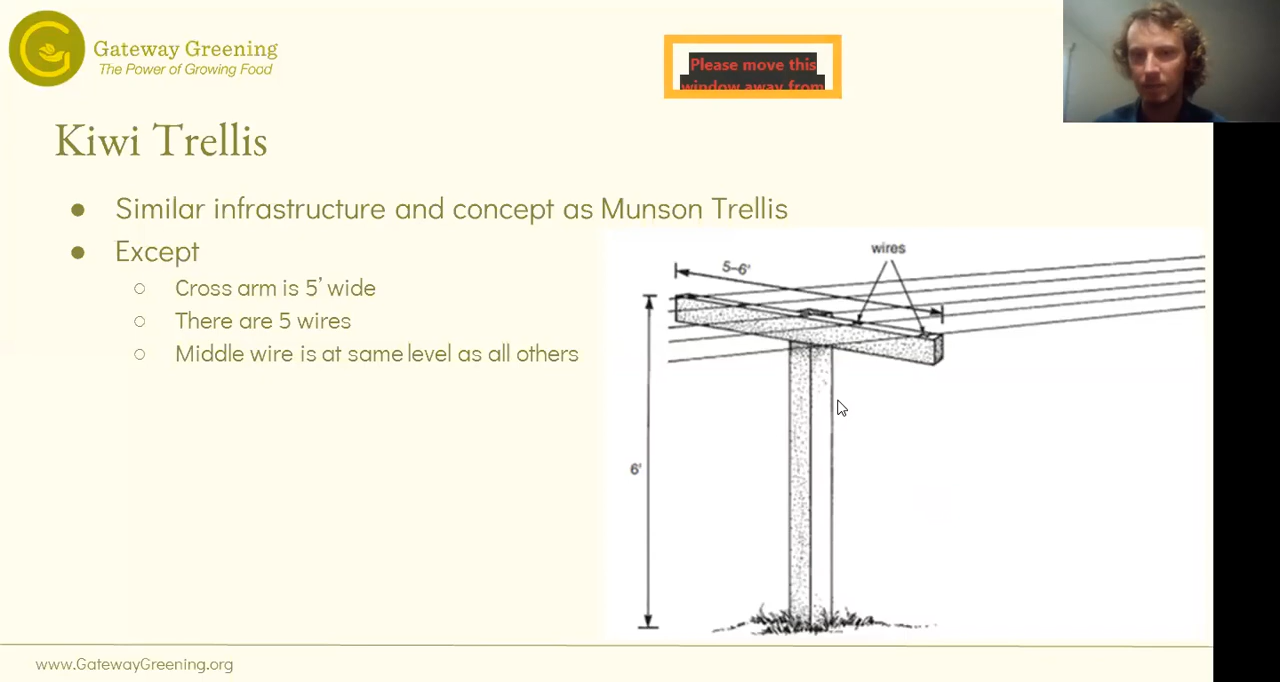 Gateway Greening
The Power of Growing Food
Please move this
window away from
Kiwi Trellis
Similar infrastructure and concept as Munson Trellis
Except
Cross arm is 5' wide
There are 5 wires
Middle wire is at same level as all others
wires
5–6'
6'
www.GatewayGreening.org